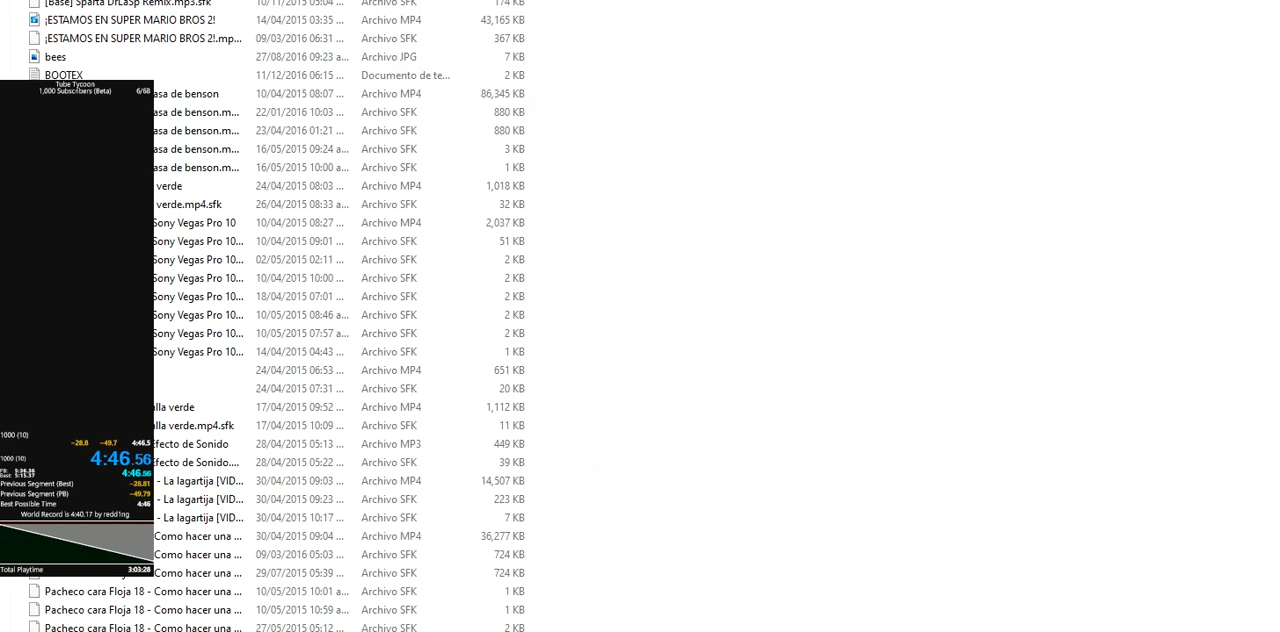 [Base] Sparta DrLaSp Remix.mp3.sfk 10/11/2015 05:04 ... Archivo SFK 174 KB
¡ESTAMOS EN SUPER MARIO BROS 2! 14/04/2015 03:35 ... Archivo MP4 43,165 KB
¡ESTAMOS EN SUPER MARIO BROS 2!.mp... 09/03/2016 06:31 ... Archivo SFK 367 KB
bees 27/08/2016 09:23 a... Archivo JPG 7 KB
BOOTEX 11/12/2016 06:15 ... Documento de te... 2 KB
asa de benson 10/04/2015 08:07 ... Archivo MP4 86,345 KB
asa de benson.m... 22/01/2016 10:03 ... Archivo SFK 880 KB
asa de benson.m... 23/04/2016 01:21 ... Archivo SFK 880 KB
asa de benson.m... 16/05/2015 09:24 a... Archivo SFK 3 KB
asa de benson.m... 16/05/2015 10:00 a... Archivo SFK 1 KB
verde 24/04/2015 08:03 ... Archivo MP4 1,018 KB
verde.mp4.sfk 26/04/2015 08:33 a... Archivo SFK 32 KB
Sony Vegas Pro 10 10/04/2015 08:27 ... Archivo MP4 2,037 KB
Sony Vegas Pro 10... 10/04/2015 09:01 ... Archivo SFK 51 KB
Sony Vegas Pro 10... 02/05/2015 02:11 ... Archivo SFK 2 KB
Sony Vegas Pro 10... 10/04/2015 10:00 ... Archivo SFK 2 KB
Sony Vegas Pro 10... 18/04/2015 07:01 ... Archivo SFK 2 KB
Sony Vegas Pro 10... 10/05/2015 08:46 a... Archivo SFK 2 KB
Sony Vegas Pro 10... 10/05/2015 07:57 a... Archivo SFK 2 KB
Sony Vegas Pro 10... 14/04/2015 04:43 ... Archivo SFK 1 KB
24/04/2015 06:53 ... Archivo MP4 651 KB
24/04/2015 07:31 ... Archivo SFK 20 KB
alla verde 17/04/2015 09:52 ... Archivo MP4 1,112 KB
alla verde.mp4.sfk 17/04/2015 10:09 ... Archivo SFK 11 KB
Efecto de Sonido 28/04/2015 05:13 ... Archivo MP3 449 KB
Efecto de Sonido.... 28/04/2015 05:22 ... Archivo SFK 39 KB
- La lagartija [VID... 30/04/2015 09:03 ... Archivo MP4 14,507 KB
- La lagartija [VID... 30/04/2015 09:23 ... Archivo SFK 223 KB
- La lagartija [VID... 30/04/2015 10:17 ... Archivo SFK 7 KB
Como hacer una ... 30/04/2015 09:04 ... Archivo MP4 36,277 KB
Como hacer una ... 09/03/2016 05:03 ... Archivo SFK 724 KB
Como hacer una ... 29/07/2015 05:39 ... Archivo SFK 724 KB
Pacheco cara Floja 18 - Como hacer una ... 10/05/2015 10:01 a... Archivo SFK 1 KB
Pacheco cara Floja 18 - Como hacer una ... 10/05/2015 10:59 a... Archivo SFK 1 KB
Pacheco cara Floja 18 - Como hacer una ... 27/05/2015 05:12 ... Archivo SFK 2 KB
Tube Tycoon
1,000 Subscribers (Beta) 6/68
1000 (10)
−28.8 −49.7 4:46.5
1000 (10) 4:46.56
PB: 5:36.36
Best: 5:15.37 4:46.56
Previous Segment (Best) −28.81
Previous Segment (PB) −49.79
Best Possible Time 4:46
World Record is 4:40.17 by redd1ng
Total Playtime 3:03:28